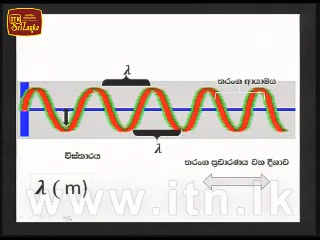 ITN
Sri Lanka
λ
තරංග ආයාමය
විස්තාරය
λ
තරංග ප්‍රචාරණය වන දිශාව
λ ( m )
www.itn.lk